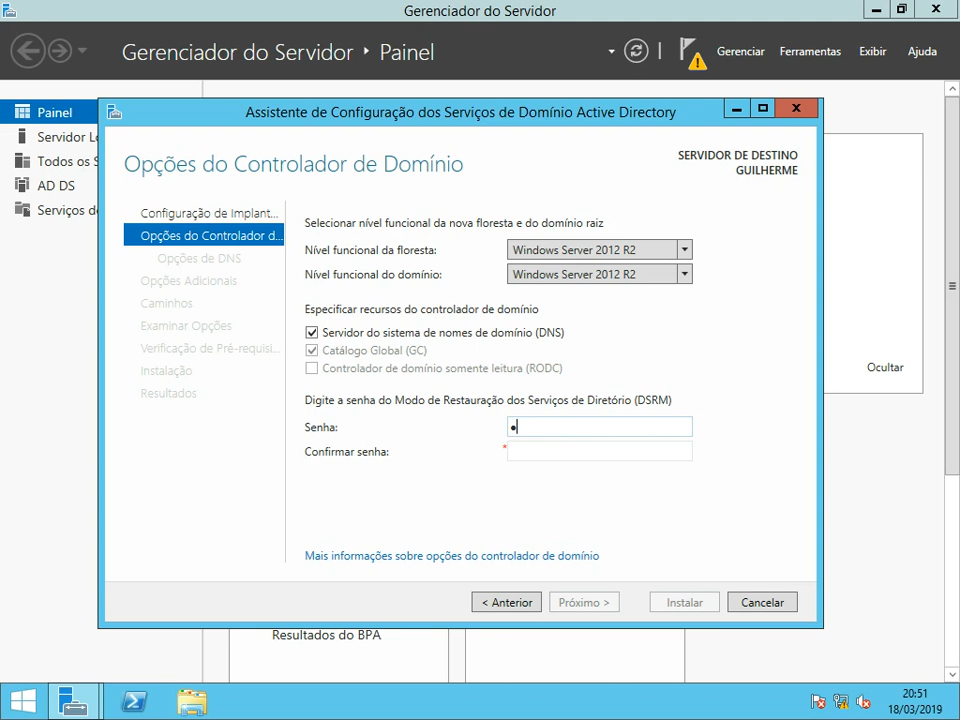 Gerenciador do Servidor
Gerenciador do Servidor ‣ Painel
Gerenciar Ferramentas Exibir Ajuda
Painel
Servidor Lo
Todos os S
AD DS
Serviços de
Ocultar
Resultados do BPA
Assistente de Configuração dos Serviços de Domínio Active Directory
Opções do Controlador de Domínio
SERVIDOR DE DESTINO
GUILHERME
Configuração de Implant...
Opções do Controlador d...
Opções de DNS
Opções Adicionais
Caminhos
Examinar Opções
Verificação de Pré-requisi...
Instalação
Resultados
Selecionar nível funcional da nova floresta e do domínio raiz
Nível funcional da floresta: Windows Server 2012 R2
Nível funcional do domínio: Windows Server 2012 R2
Especificar recursos do controlador de domínio
Servidor do sistema de nomes de domínio (DNS)
Catálogo Global (GC)
Controlador de domínio somente leitura (RODC)
Digite a senha do Modo de Restauração dos Serviços de Diretório (DSRM)
Senha: ●
Confirmar senha: *
Mais informações sobre opções do controlador de domínio
< Anterior Próximo > Instalar Cancelar
20:51
18/03/2019